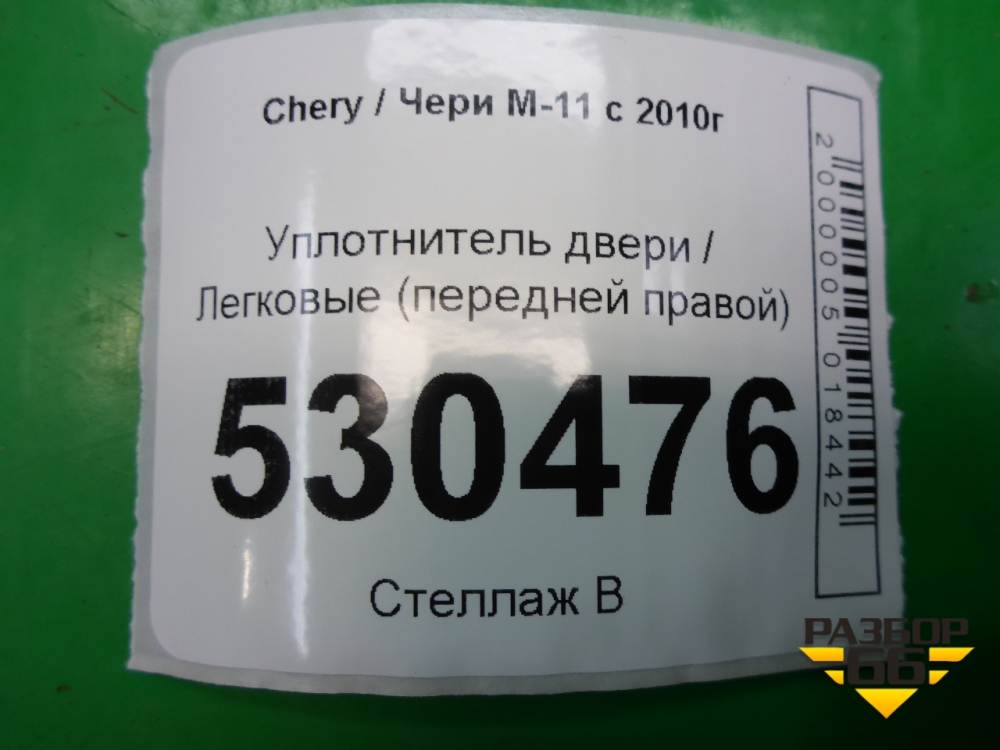 Chery / Чери М-11 с 2010г
Уплотнитель двери /
Легковые (передней правой)
530476
Стеллаж В
2000005018442
РАЗБОР
66